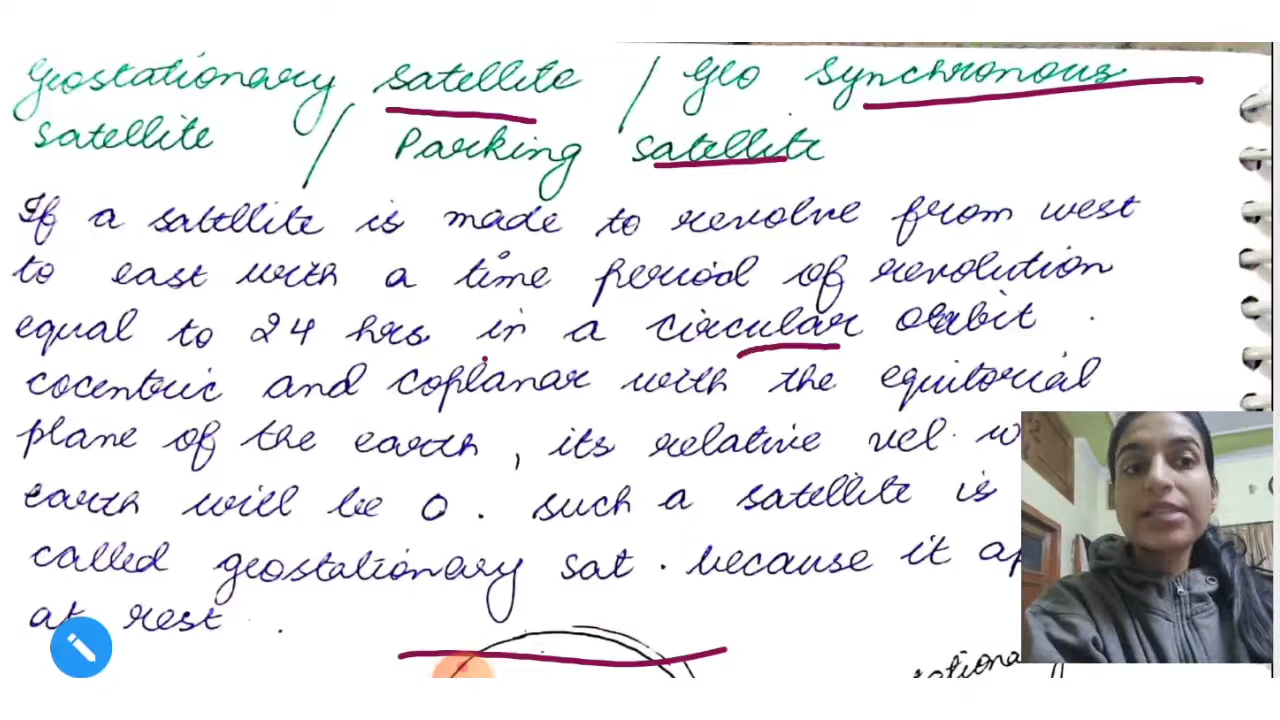 Geostationary satellite / Geo synchronous
satellite / Parking satellite
If a satellite is made to revolve from west
to east with a time period of revolution
equal to 24 hrs in a circular orbit.
cocentric and coplanar with the equitorial
plane of the earth, its relative vel.
earth will be 0. such a satellite is
called geostationary sat. because it
at rest.